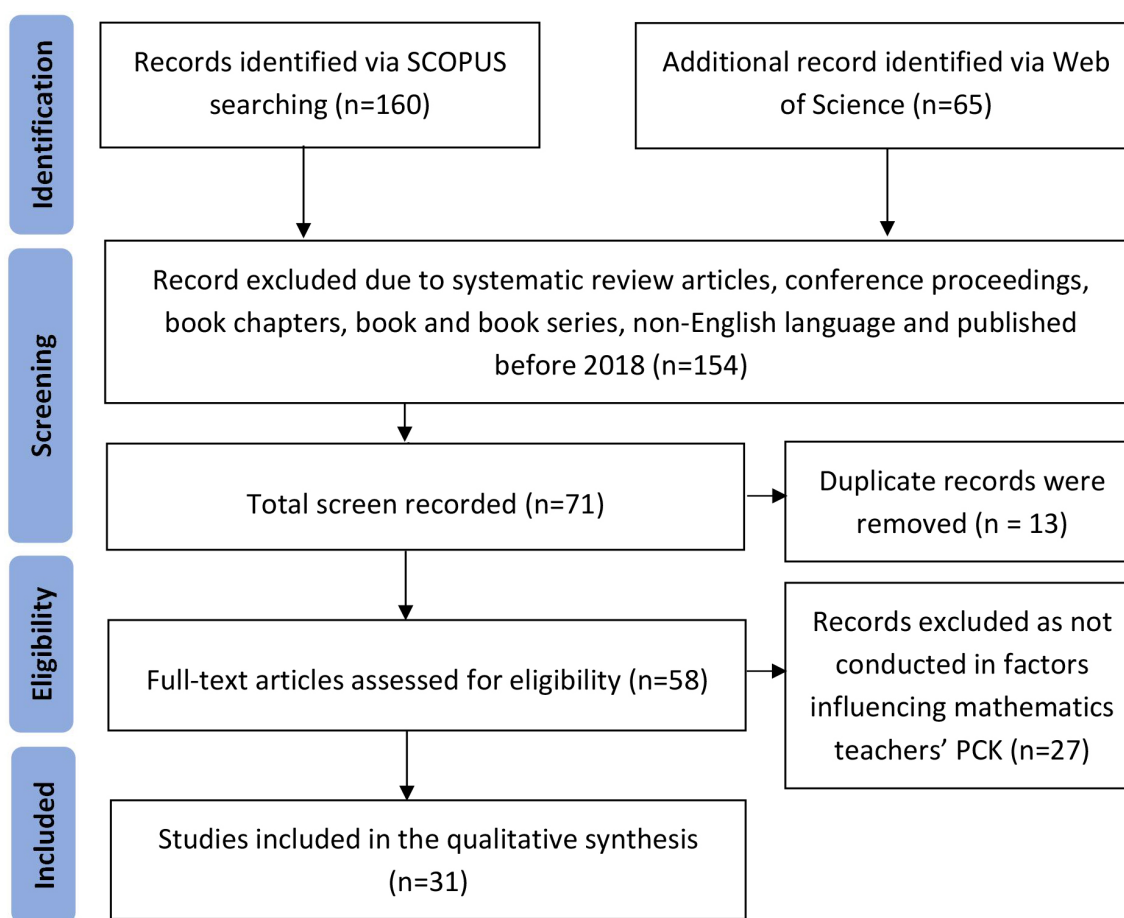 Identification
Records identified via SCOPUS
searching (n=160)
Additional record identified via Web
of Science (n=65)
Screening
Record excluded due to systematic review articles, conference proceedings,
book chapters, book and book series, non-English language and published
before 2018 (n=154)
Total screen recorded (n=71)
Duplicate records were
removed (n = 13)
Eligibility
Full-text articles assessed for eligibility (n=58)
Records excluded as not
conducted in factors
influencing mathematics
teachers’ PCK (n=27)
Included
Studies included in the qualitative synthesis
(n=31)